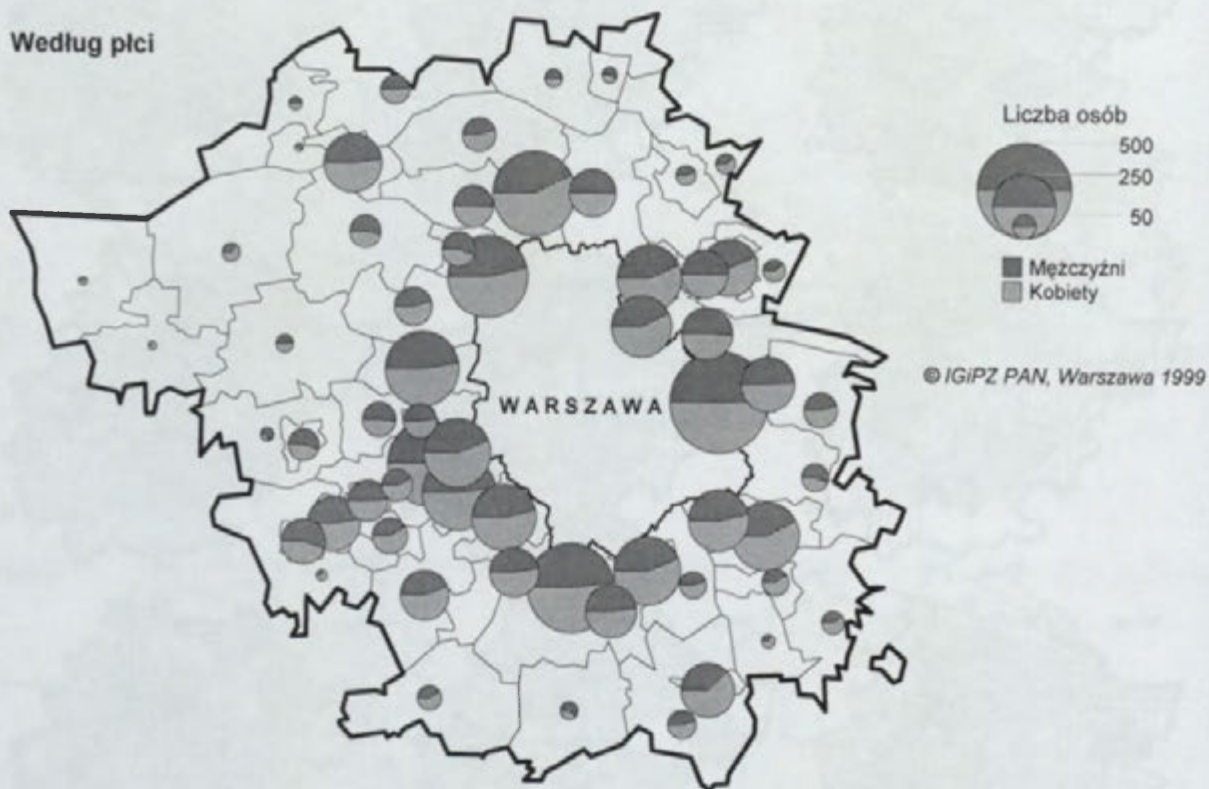 Według płci
Liczba osób
500
250
50
Mężczyźni
Kobiety
© IGiPZ PAN, Warszawa 1999
WARSZAWA